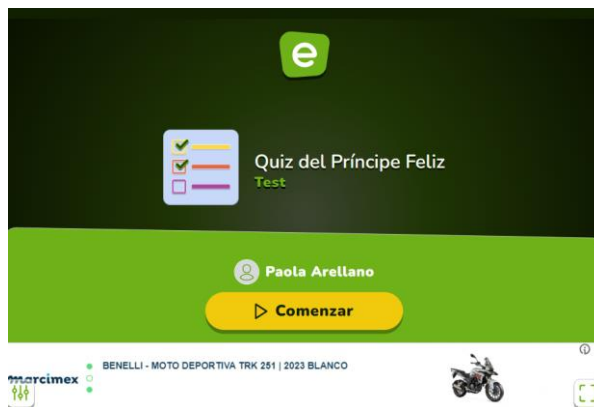 e
Quiz del Príncipe Feliz
Test
Paola Arellano
Comenzar
BENELLI - MOTO DEPORTIVA TRK 251 | 2023 BLANCO
marcimex